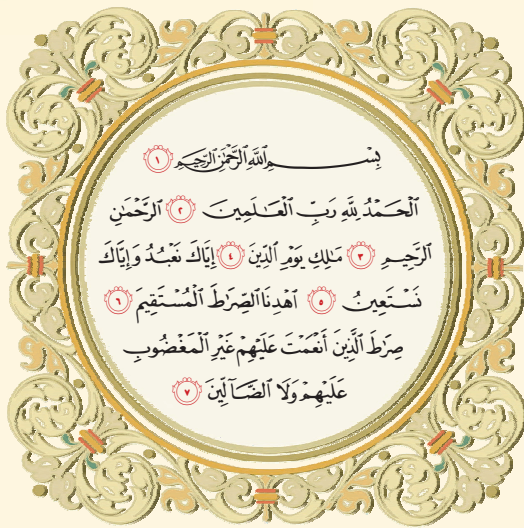 بِسْمِ ٱللَّهِ ٱلرَّحْمَٰنِ ٱلرَّحِيمِ ١
ٱلْحَمْدُ لِلَّهِ رَبِّ ٱلْعَٰلَمِينَ ٢ ٱلرَّحْمَٰنِ
ٱلرَّحِيمِ ٣ مَٰلِكِ يَوْمِ ٱلدِّينِ ٤ إِيَّاكَ نَعْبُدُ وَإِيَّاكَ
نَسْتَعِينُ ٥ ٱهْدِنَا ٱلصِّرَٰطَ ٱلْمُسْتَقِيمَ ٦
صِرَٰطَ ٱلَّذِينَ أَنْعَمْتَ عَلَيْهِمْ غَيْرِ ٱلْمَغْضُوبِ
عَلَيْهِمْ وَلَا ٱلضَّآلِّينَ ٧